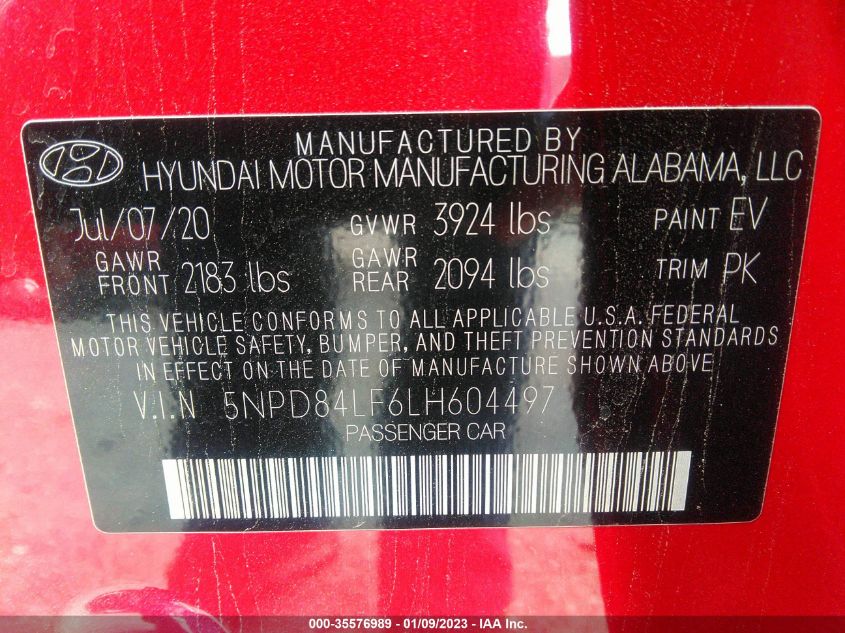 MANUFACTURED BY
HYUNDAI MOTOR MANUFACTURING ALABAMA, LLC
Jul/07/20 GVWR 3924 lbs PAINT EV
GAWR FRONT 2183 lbs GAWR REAR 2094 lbs TRIM PK
THIS VEHICLE CONFORMS TO ALL APPLICABLE U.S.A. FEDERAL
MOTOR VEHICLE SAFETY, BUMPER, AND THEFT PREVENTION STANDARDS
IN EFFECT ON THE DATE OF MANUFACTURE SHOWN ABOVE
V.I.N 5NPD84LF6LH604497
PASSENGER CAR
000-35576989 — 01/09/2023 — IAA Inc.